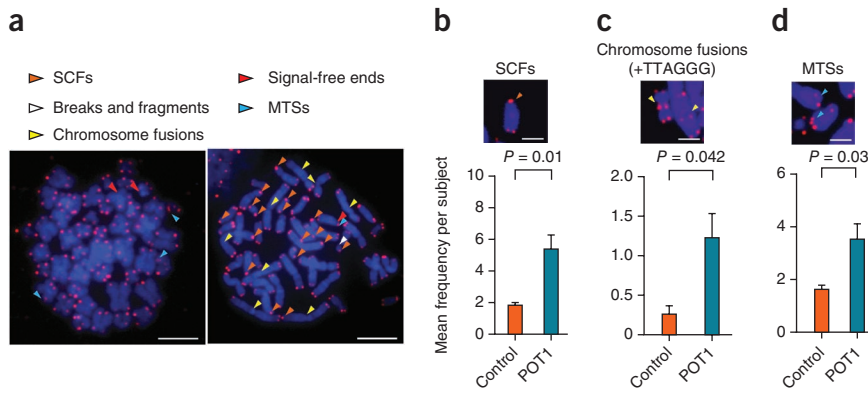 a
SCFs
Signal-free ends
Breaks and fragments
MTSs
Chromosome fusions
b
SCFs
P = 0.01
Mean frequency per subject
10
8
6
4
2
0
Control
POT1
c
Chromosome fusions
(+TTAGGG)
P = 0.042
2.0
1.5
1.0
0.5
0
Control
POT1
d
MTSs
P = 0.03
6
4
2
0
Control
POT1